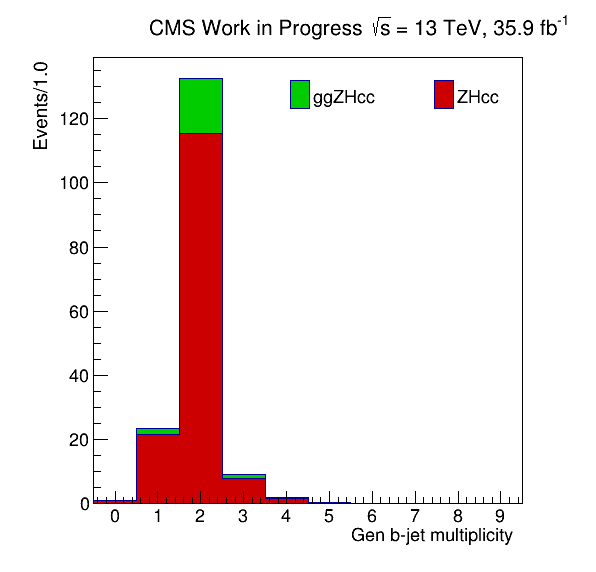 CMS Work in Progress √s = 13 TeV, 35.9 fb-1
Events/1.0
ggZHcc
ZHcc
120
100
80
60
40
20
0
0 1 2 3 4 5 6 7 8 9
Gen b-jet multiplicity